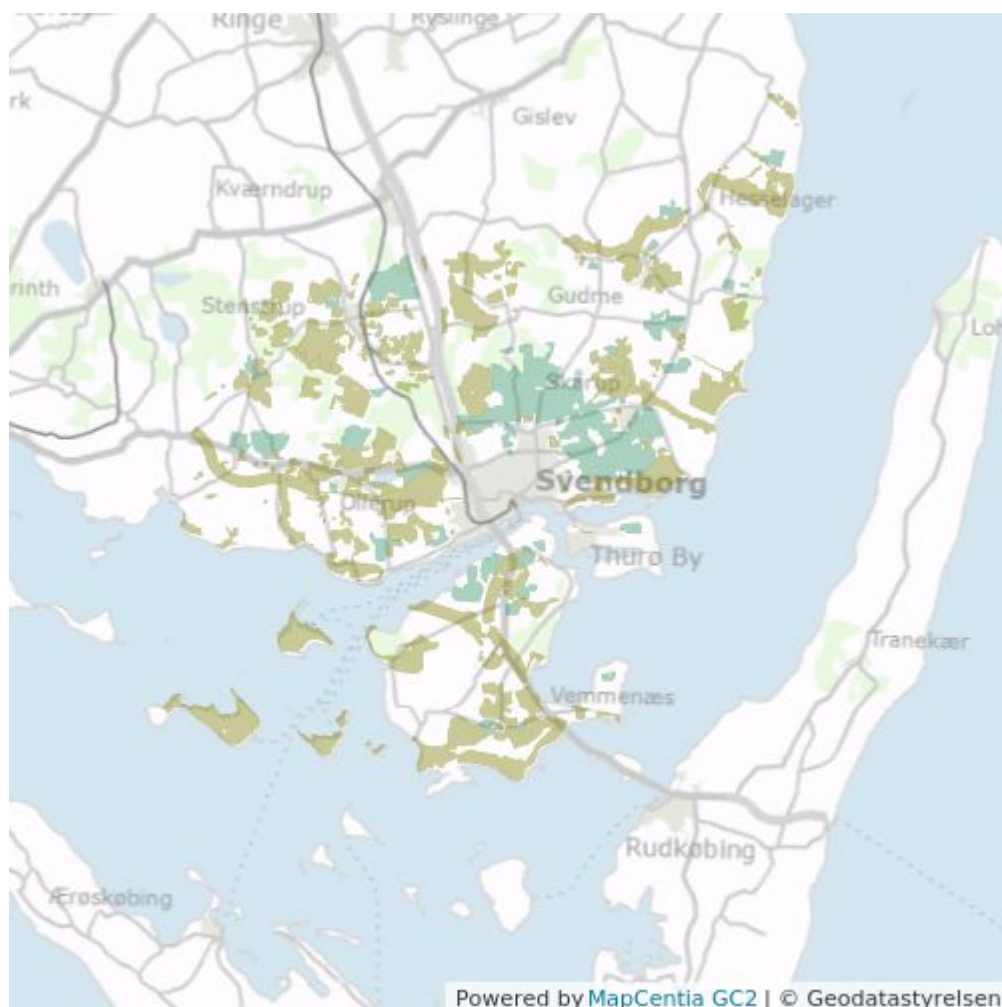 Ringe
Ryslinge
rk
Gislev
Kværndrup
Hesselager
rinth
Stenstrup
Gudme
Lo
Skårup
Svendborg
Ollerup
Thurø By
Tranekær
Vemmenæs
Rudkøbing
Ærøskøbing
Powered by MapCentia GC2 | © Geodatastyrelsen